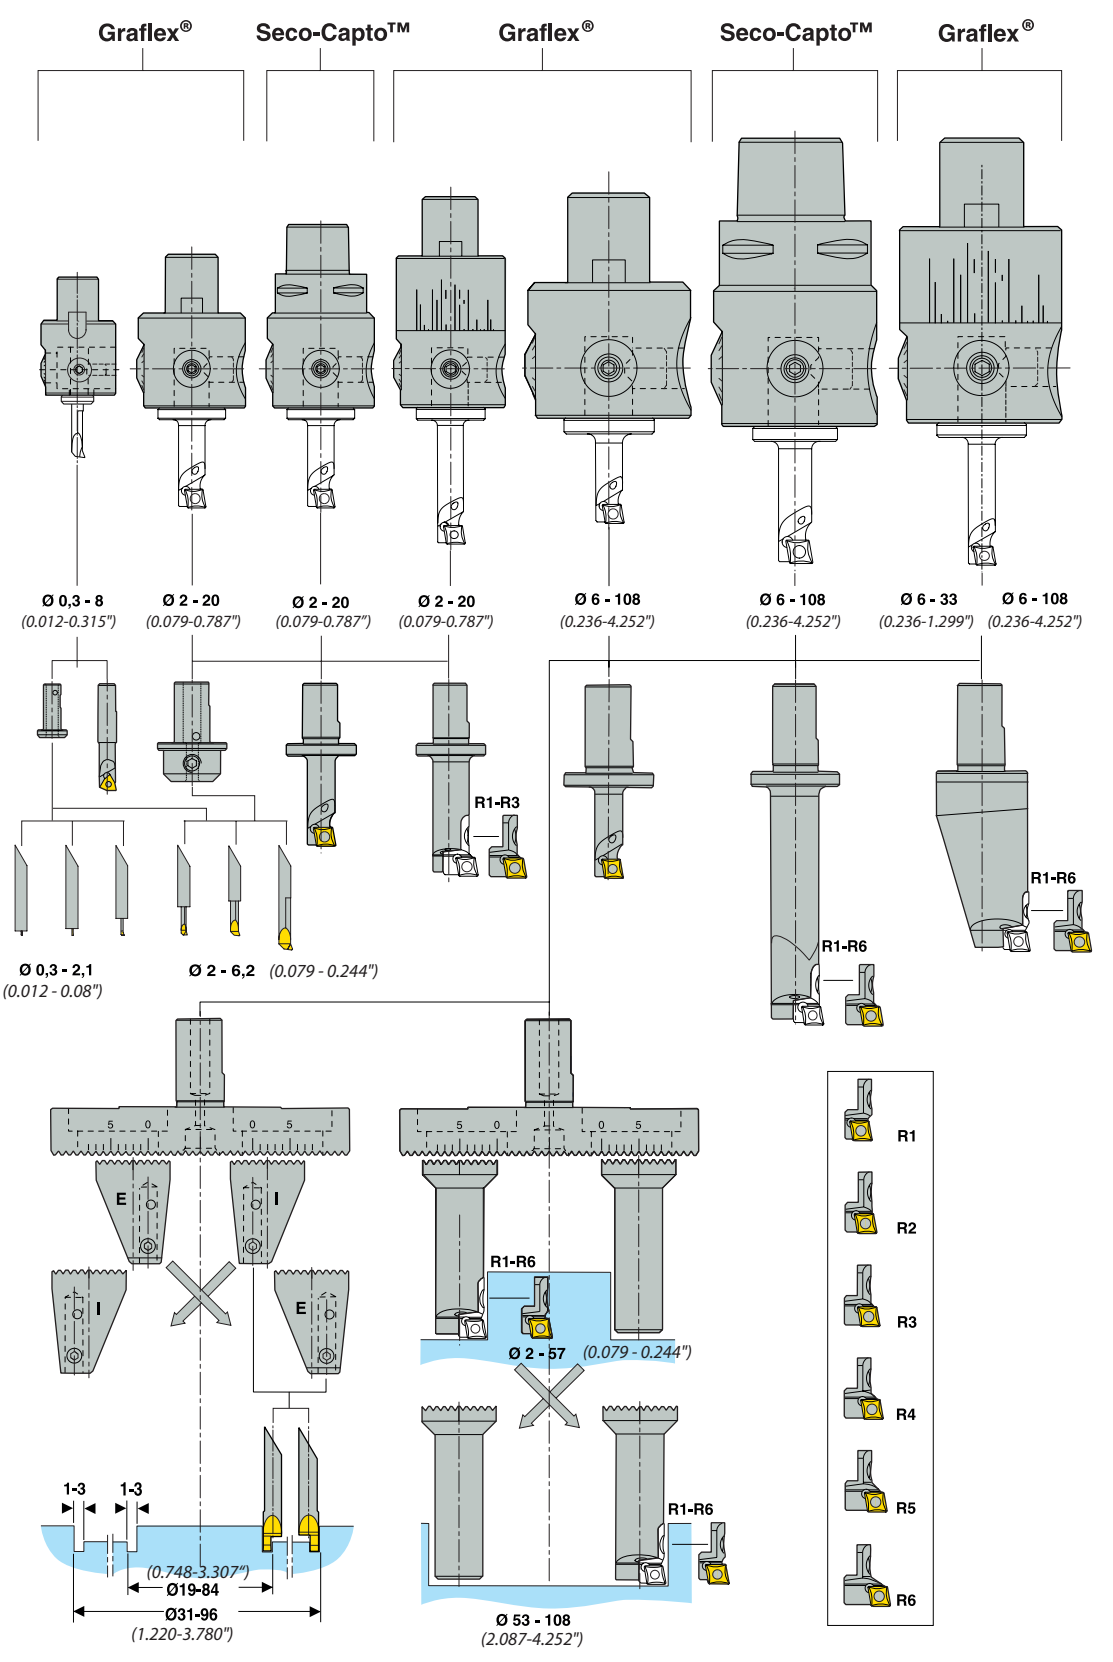 Graflex®
Seco-Capto™
Graflex®
Seco-Capto™
Graflex®
Ø 0,3 - 8
(0.012-0.315")
Ø 2 - 20
(0.079-0.787")
Ø 2 - 20
(0.079-0.787")
Ø 2 - 20
(0.079-0.787")
Ø 6 - 108
(0.236-4.252")
Ø 6 - 108
(0.236-4.252")
Ø 6 - 33
(0.236-1.299")
Ø 6 - 108
(0.236-4.252")
R1-R3
R1-R6
R1-R6
Ø 0,3 - 2,1
(0.012 - 0.08")
Ø 2 - 6,2 (0.079 - 0.244")
5 0 0 5
E I
I E
5 0 0 5
R1-R6
Ø 2 - 57 (0.079 - 0.244")
R1-R6
1-3 1-3
(0.748-3.307")
Ø19-84
Ø31-96
(1.220-3.780")
Ø 53 - 108
(2.087-4.252")
R1
R2
R3
R4
R5
R6